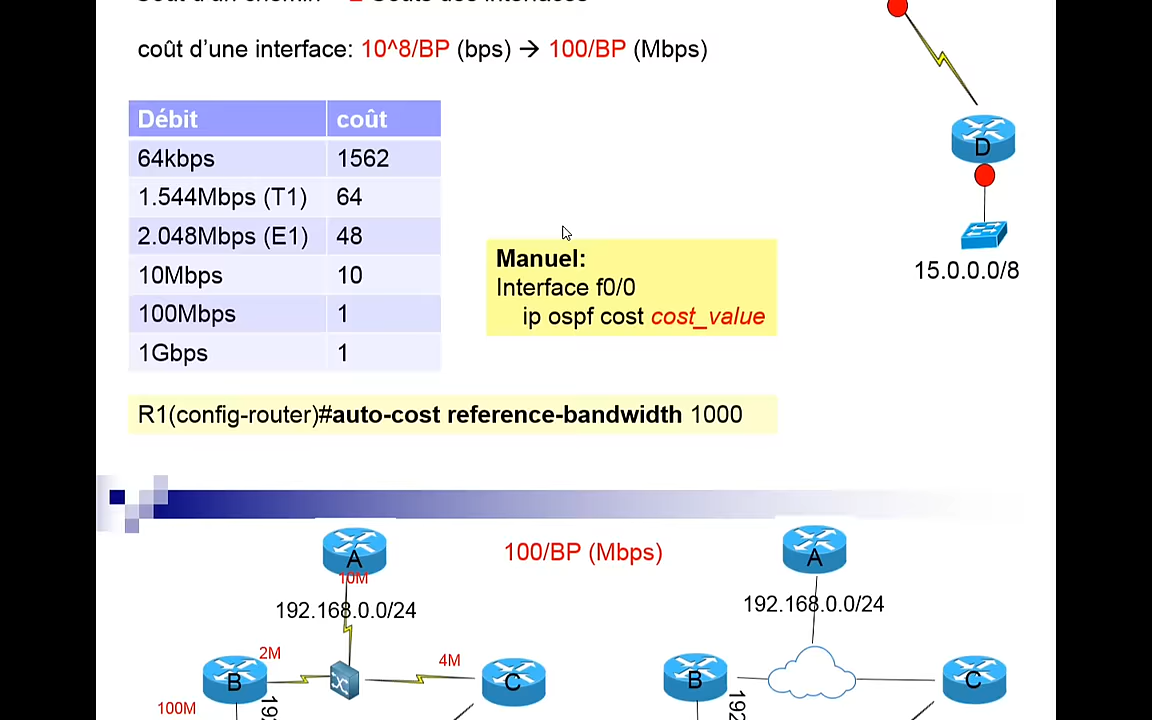 coût d'une interface: 10^8/BP (bps) → 100/BP (Mbps)
Débit coût
64kbps 1562
1.544Mbps (T1) 64
2.048Mbps (E1) 48
10Mbps 10
100Mbps 1
1Gbps 1
Manuel:
Interface f0/0
ip ospf cost cost_value
D
15.0.0.0/8
R1(config-router)#auto-cost reference-bandwidth 1000
A
10M
192.168.0.0/24
100/BP (Mbps)
A
192.168.0.0/24
B
2M
4M
C
100M
192
B
C
192